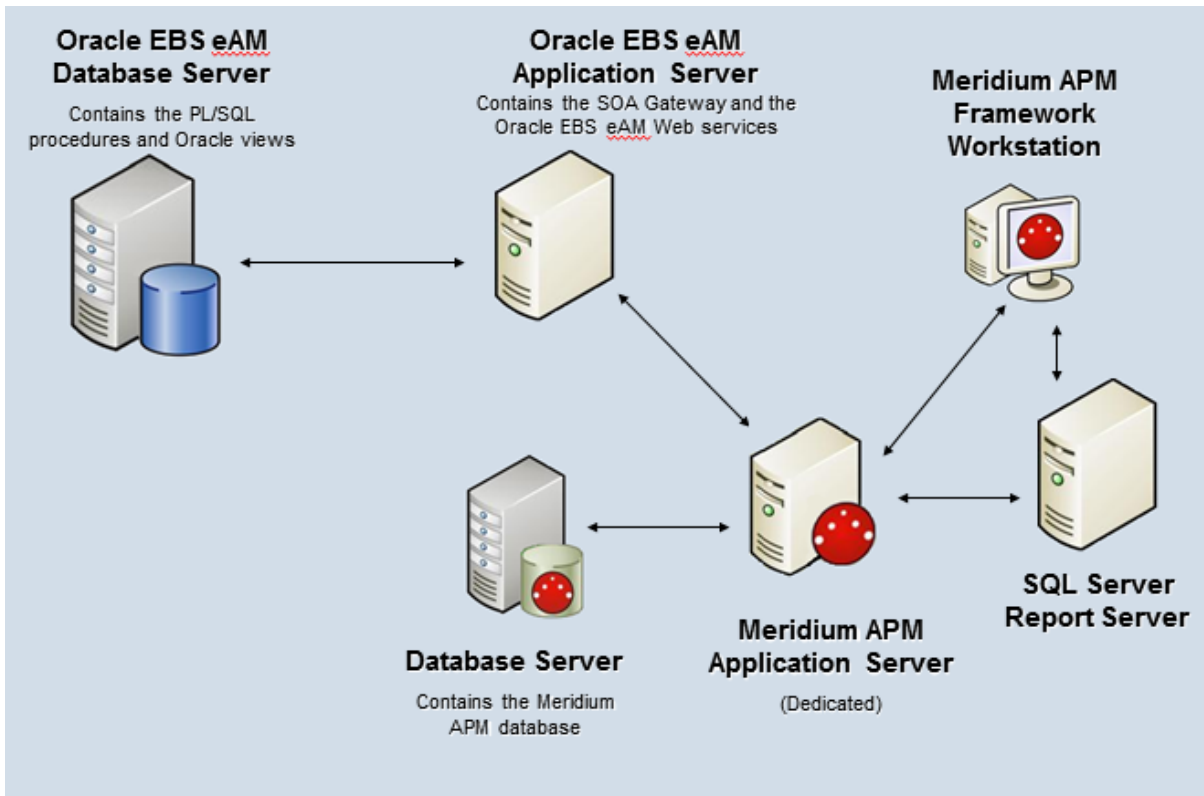 Oracle EBS eAM
Database Server
Contains the PL/SQL
procedures and Oracle views
Oracle EBS eAM
Application Server
Contains the SOA Gateway and the
Oracle EBS eAM Web services
Meridium APM
Framework
Workstation
SQL Server
Report Server
Database Server
Contains the Meridium
APM database
Meridium APM
Application Server
(Dedicated)